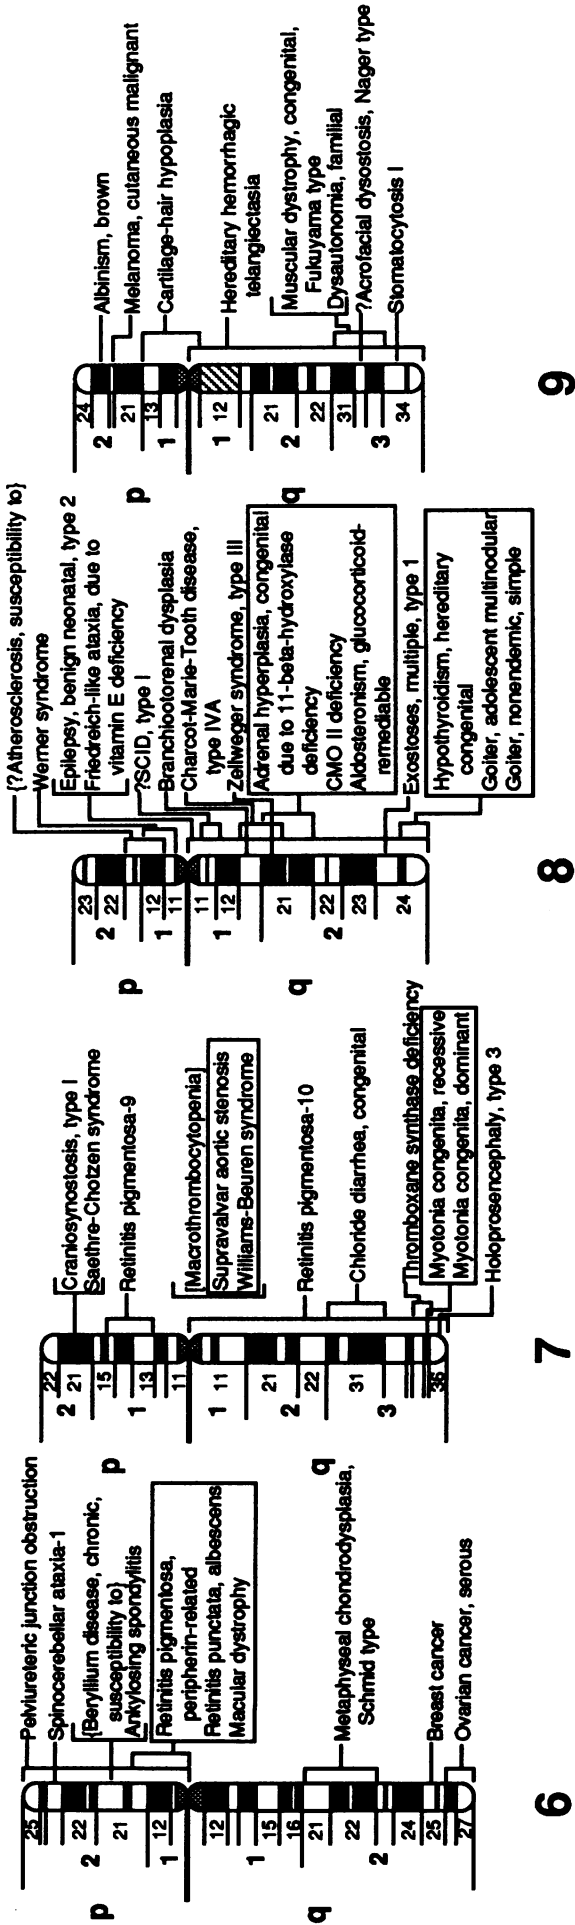 p
q
25
22
2
21
12
1
12
1
15
16
21
22
2
24
25
27
Pelviureteric junction obstruction
Spinocerebellar ataxia-1
{Beryllium disease, chronic,
susceptibility to}
Ankylosing spondylitis
Retinitis pigmentosa,
peripherin-related
Retinitis punctata, albescens
Macular dystrophy
Metaphyseal chondrodysplasia,
Schmid type
Breast cancer
Ovarian cancer, serous
6
p
q
22
2
21
15
1
13
11
1
11
21
2
22
31
3
36
Craniosynostosis, type I
Saethre-Chotzen syndrome
Retinitis pigmentosa-9
[Macrothrombocytopenia]
Supravalvar aortic stenosis
Williams-Beuren syndrome
Retinitis pigmentosa-10
Chloride diarrhea, congenital
Thromboxane synthase deficiency
Myotonia congenita, recessive
Myotonia congenita, dominant
Holoprosencephaly, type 3
7
p
q
23
2
22
12
1
11
11
1
12
21
22
2
23
24
{?Atherosclerosis, susceptibility to}
Werner syndrome
Epilepsy, benign neonatal, type 2
Friedreich-like ataxia, due to
vitamin E deficiency
?SCID, type I
Branchiootorenal dysplasia
Charcot-Marie-Tooth disease,
type IVA
Zellweger syndrome, type III
Adrenal hyperplasia, congenital
due to 11-beta-hydroxylase
deficiency
CMO II deficiency
Aldosteronism, glucocorticoid-
remediable
Exostoses, multiple, type 1
Hypothyroidism, hereditary
congenital
Goiter, adolescent multinodular
Goiter, nonendemic, simple
8
p
q
24
2
21
13
1
1
12
21
2
22
31
3
34
Albinism, brown
Melanoma, cutaneous malignant
Cartilage-hair hypoplasia
Hereditary hemorrhagic
telangiectasia
Muscular dystrophy, congenital,
Fukuyama type
Dysautonomia, familial
?Acrofacial dysostosis, Nager type
Stomatocytosis I
9